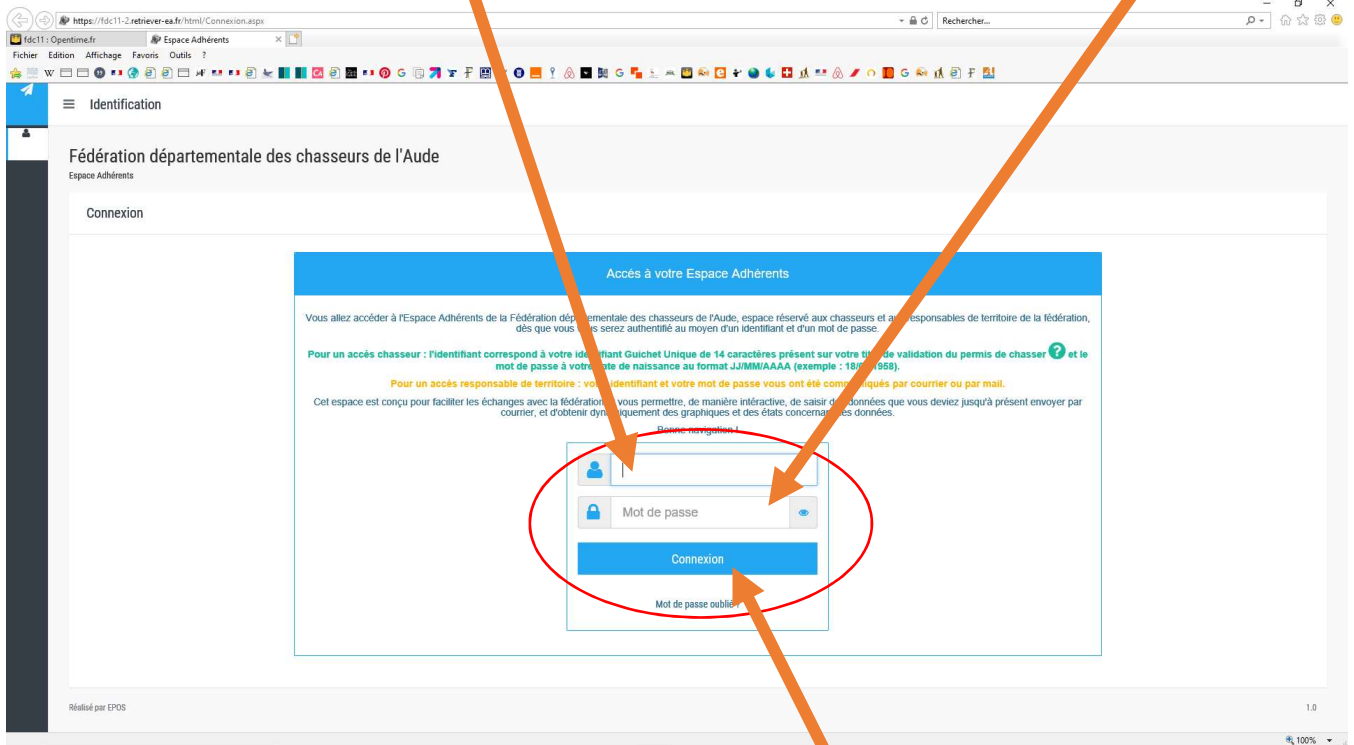 https://fdc11-2.retriever-ea.fr/html/Connexion.aspx
Rechercher...
fdc11 : Opentime.fr
Espace Adhérents
Fichier Edition Affichage Favoris Outils ?
Identification
Fédération départementale des chasseurs de l'Aude
Espace Adhérents
Connexion
Accès à votre Espace Adhérents
Vous allez accéder à l'Espace Adhérents de la Fédération départementale des chasseurs de l'Aude, espace réservé aux chasseurs et responsables de territoire de la fédération,
dès que vous serez authentifié au moyen d'un identifiant et d'un mot de passe.
Pour un accès chasseur : l'identifiant correspond à votre identifiant Guichet Unique de 14 caractères présent sur votre de validation du permis de chasser ? et le
mot de passe à votre de naissance au format JJ/MM/AAAA (exemple : 1958).
Pour un accès responsable de territoire : identifiant et votre mot de passe vous ont été communiqués par courrier ou par mail.
Cet espace est conçu pour faciliter les échanges avec la fédération vous permettre, de manière intéractive, de saisir données que vous deviez jusqu'à présent envoyer par
courrier, et d'obtenir dynamiquement des graphiques et des états concernant données.
Bonne navigation !
Mot de passe
Connexion
Mot de passe oublié ?
Réalisé par EPOS
1.0
100%